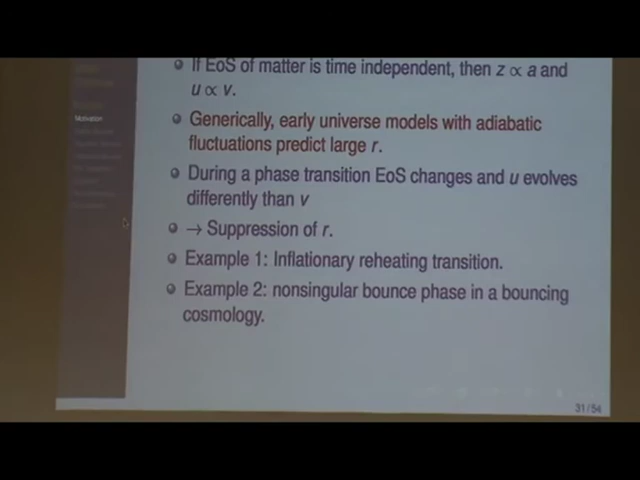 If EoS of matter is time independent, then z ∝ a and
u ∝ v.
Generically, early universe models with adiabatic
fluctuations predict large r.
During a phase transition EoS changes and u evolves
differently than v
→ Suppression of r.
Example 1: Inflationary reheating transition.
Example 2: nonsingular bounce phase in a bouncing
cosmology.
31/54